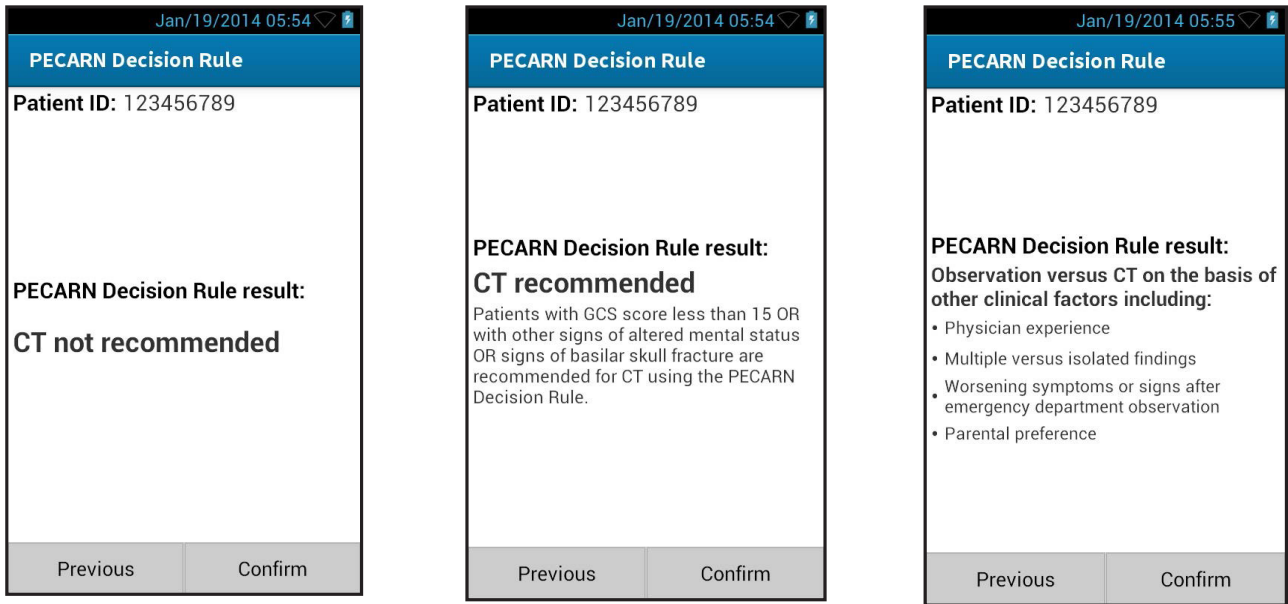 Jan/19/2014 05:54
PECARN Decision Rule
Patient ID: 123456789
PECARN Decision Rule result:
CT not recommended
Previous Confirm
Jan/19/2014 05:54
PECARN Decision Rule
Patient ID: 123456789
PECARN Decision Rule result:
CT recommended
Patients with GCS score less than 15 OR
with other signs of altered mental status
OR signs of basilar skull fracture are
recommended for CT using the PECARN
Decision Rule.
Previous Confirm
Jan/19/2014 05:55
PECARN Decision Rule
Patient ID: 123456789
PECARN Decision Rule result:
Observation versus CT on the basis of
other clinical factors including:
• Physician experience
• Multiple versus isolated findings
• Worsening symptoms or signs after
emergency department observation
• Parental preference
Previous Confirm